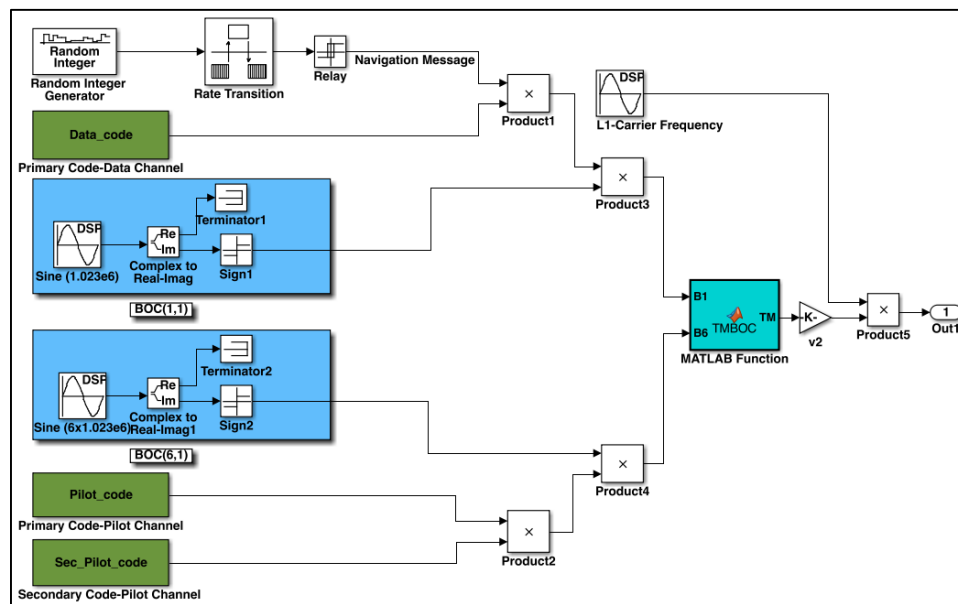 Random
Integer
Random Integer
Generator
Rate Transition
Relay
Navigation Message
×
Product1
DSP
L1-Carrier Frequency
Data_code
Primary Code-Data Channel
×
Product3
Terminator1
DSP
Re
Im
Sine (1.023e6)
Complex to
Real-Imag
Sign1
BOC(1,1)
B1
B6
TMBOC
TM
MATLAB Function
-K-
v2
×
Product5
1
Out1
Terminator2
DSP
Re
Im
Sine (6x1.023e6)
Complex to
Real-Imag1
Sign2
BOC(6,1)
×
Product4
Pilot_code
Primary Code-Pilot Channel
×
Product2
Sec_Pilot_code
Secondary Code-Pilot Channel